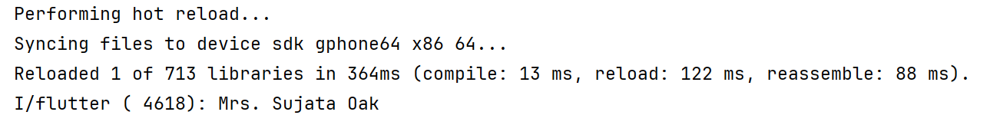 Performing hot reload...
Syncing files to device sdk gphone64 x86 64...
Reloaded 1 of 713 libraries in 364ms (compile: 13 ms, reload: 122 ms, reassemble: 88 ms).
I/flutter ( 4618): Mrs. Sujata Oak